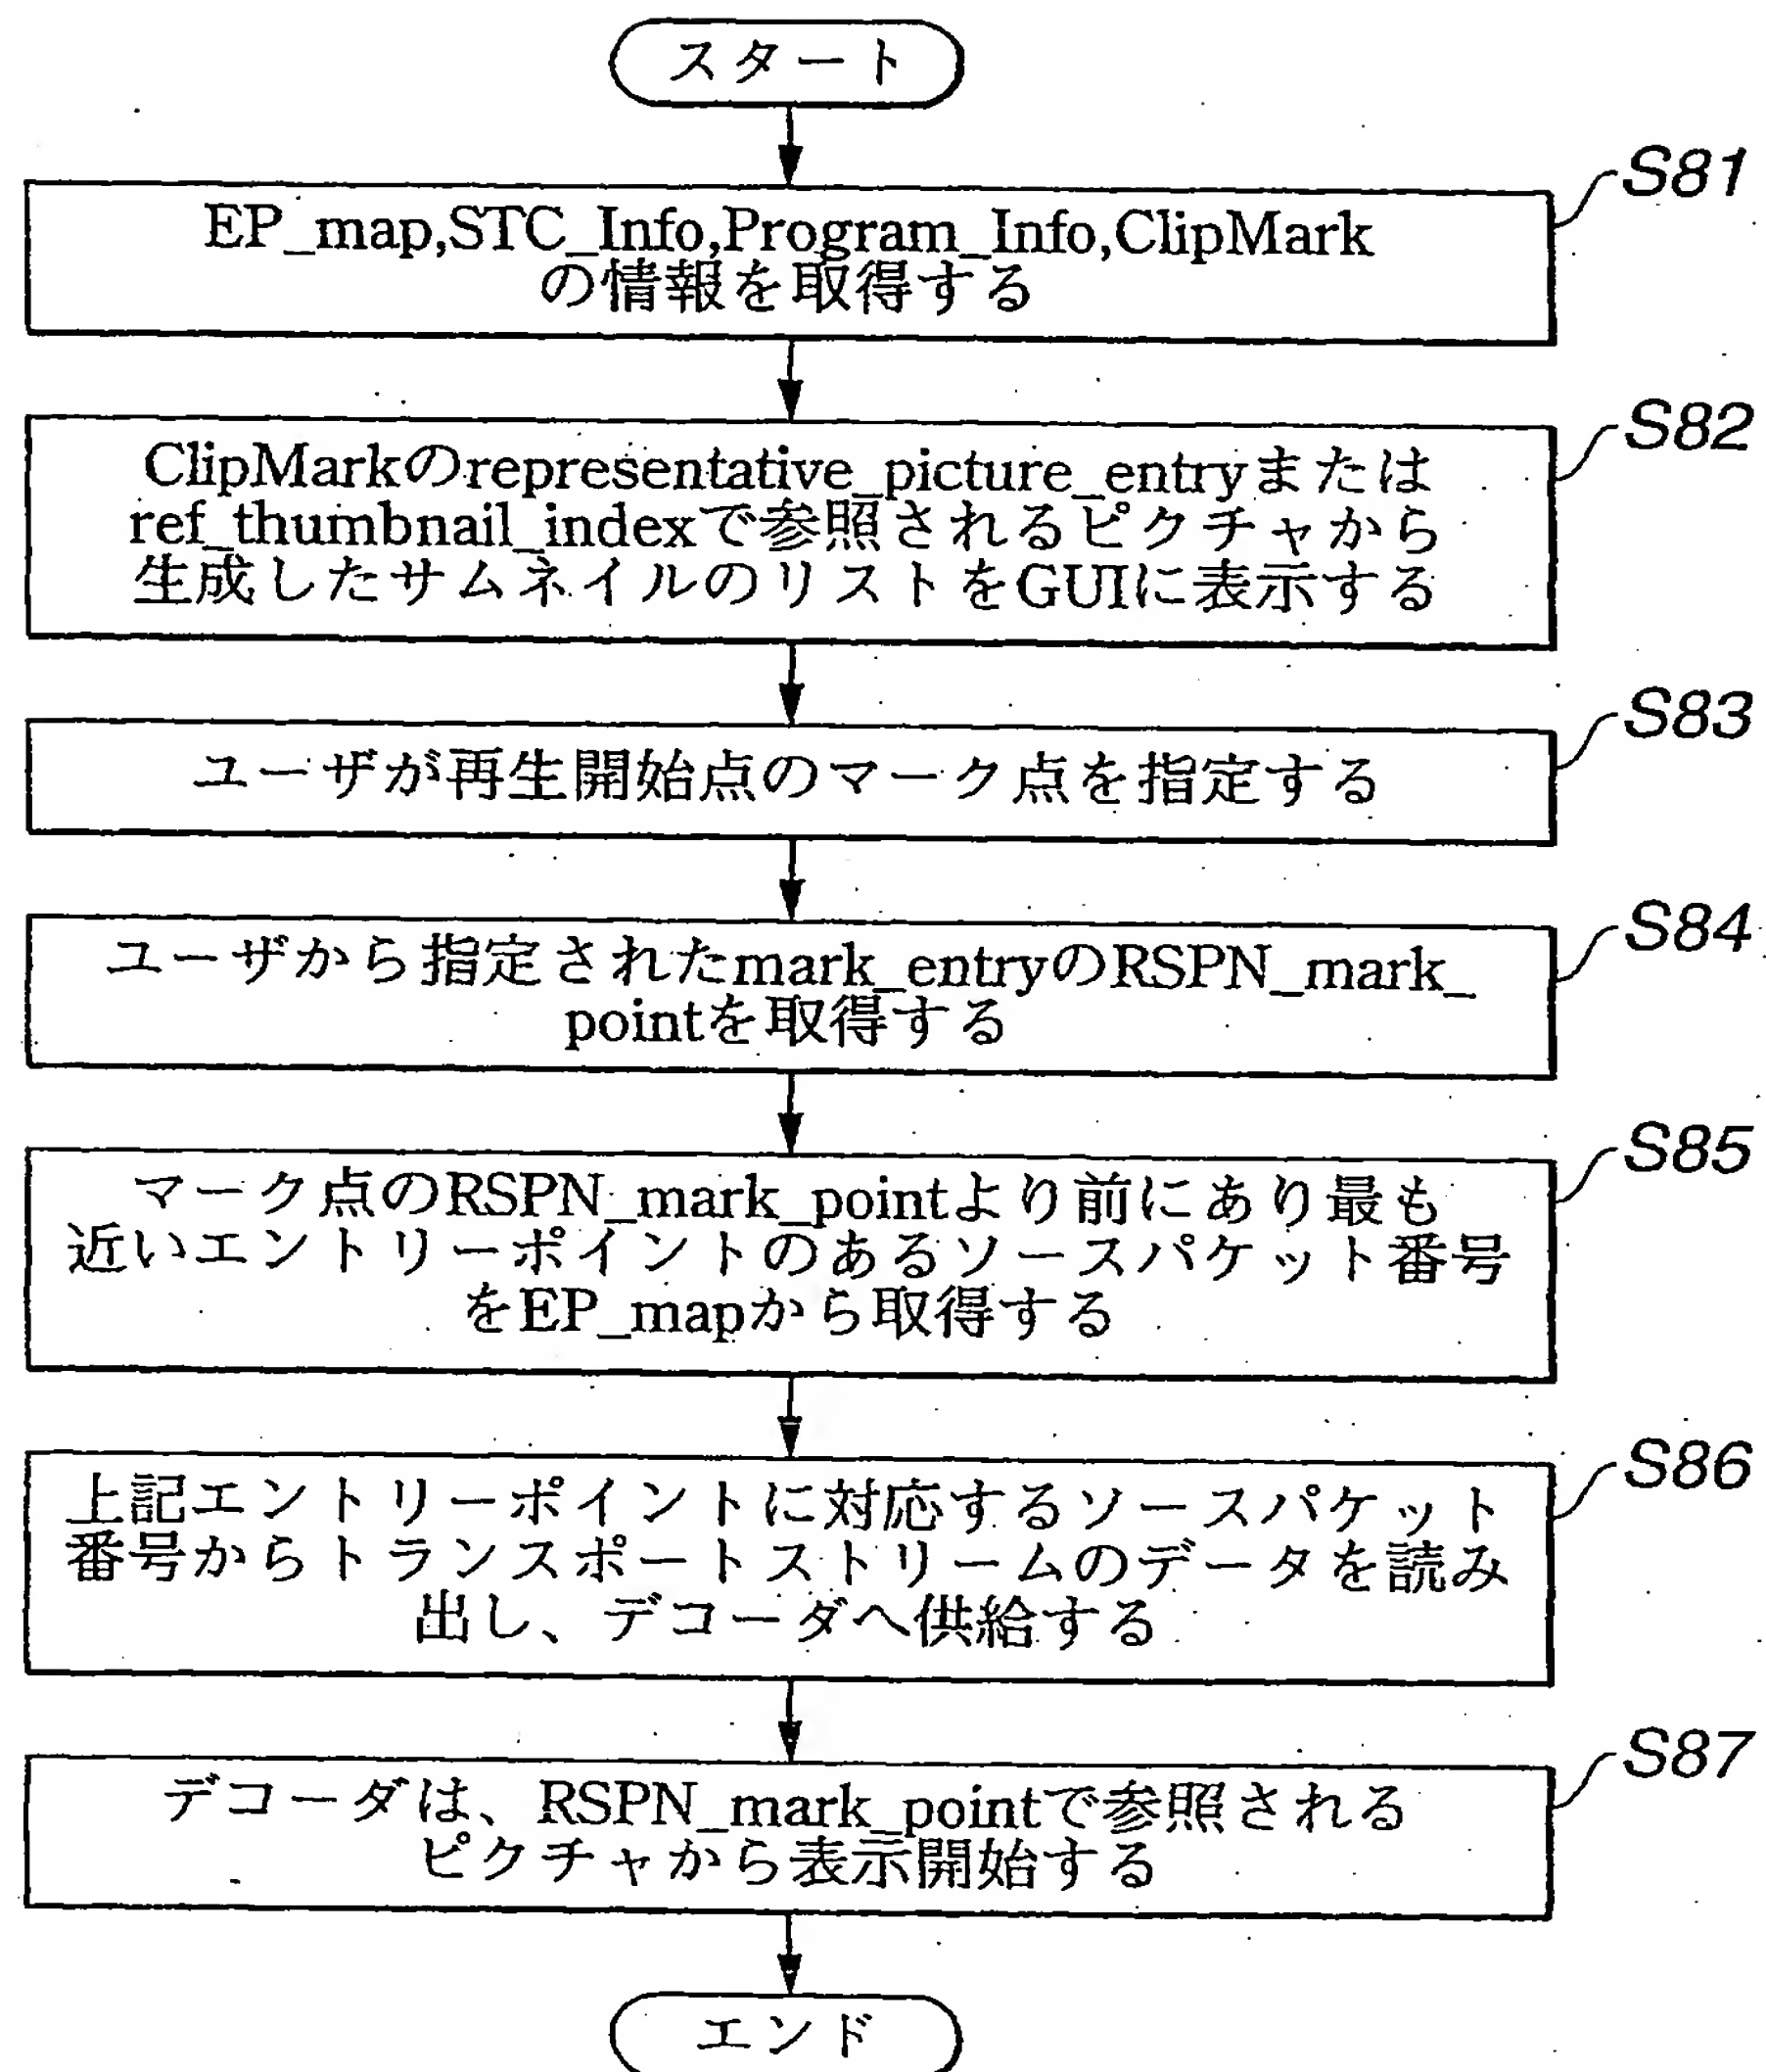 スタート
S81
EP_map,STC_Info,Program_Info,ClipMark
の情報を取得する
S82
ClipMarkのrepresentative_picture_entryまたは
ref_thumbnail_indexで参照されるピクチャから
生成したサムネイルのリストをGUIに表示する
S83
ユーザが再生開始点のマーク点を指定する
S84
ユーザから指定されたmark_entryのRSPN_mark_
pointを取得する
S85
マーク点のRSPN_mark_pointより前にあり最も
近いエントリーポイントのあるソースパケット番号
をEP_mapから取得する
S86
上記エントリーポイントに対応するソースパケット
番号からトランスポートストリームのデータを読み
出し、デコーダへ供給する
S87
デコーダは、RSPN_mark_pointで参照される
ピクチャから表示開始する
エンド